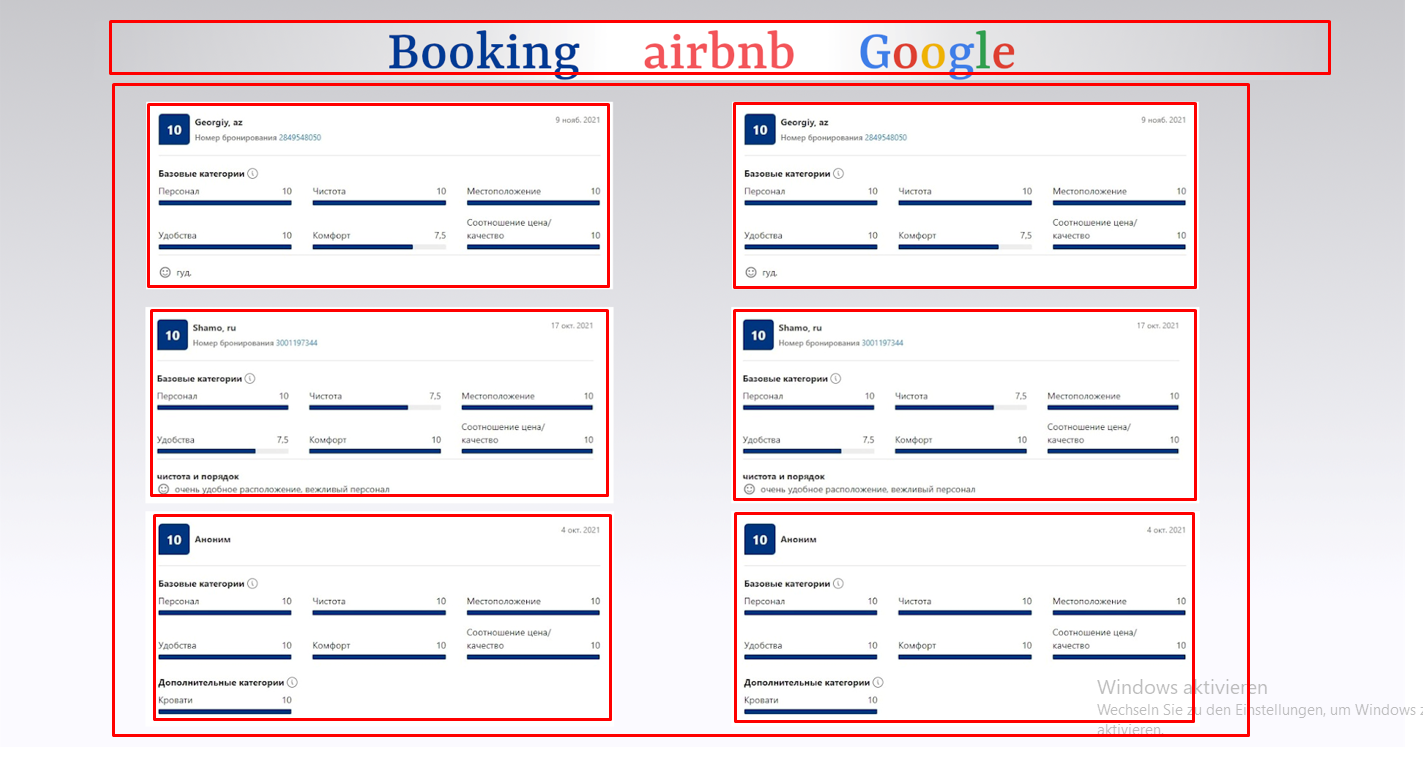 Booking airbnb Google
10 Georgiy, az 9 нояб. 2021
Номер бронирования 2849548050
Базовые категории
Персонал 10 Чистота 10 Местоположение 10
Соотношение цена/
Удобства 10 Комфорт 7,5 качество 10
гуд.
10 Georgiy, az 9 нояб. 2021
Номер бронирования 2849548050
Базовые категории
Персонал 10 Чистота 10 Местоположение 10
Соотношение цена/
Удобства 10 Комфорт 7,5 качество 10
гуд.
10 Shamo, ru 17 окт. 2021
Номер бронирования 3001197344
Базовые категории
Персонал 10 Чистота 7,5 Местоположение 10
Соотношение цена/
Удобства 7,5 Комфорт 10 качество 10
чистота и порядок
очень удобное расположение, вежливый персонал
10 Shamo, ru 17 окт. 2021
Номер бронирования 3001197344
Базовые категории
Персонал 10 Чистота 7,5 Местоположение 10
Соотношение цена/
Удобства 7,5 Комфорт 10 качество 10
чистота и порядок
очень удобное расположение, вежливый персонал
10 Аноним 4 окт. 2021
Базовые категории
Персонал 10 Чистота 10 Местоположение 10
Соотношение цена/
Удобства 10 Комфорт 10 качество 10
Дополнительные категории
Кровати 10
10 Аноним 4 окт. 2021
Базовые категории
Персонал 10 Чистота 10 Местоположение 10
Соотношение цена/
Удобства 10 Комфорт 10 качество 10
Дополнительные категории
Кровати 10
Windows aktivieren
Wechseln Sie zu den Einstellungen, um Windows z
aktivieren.